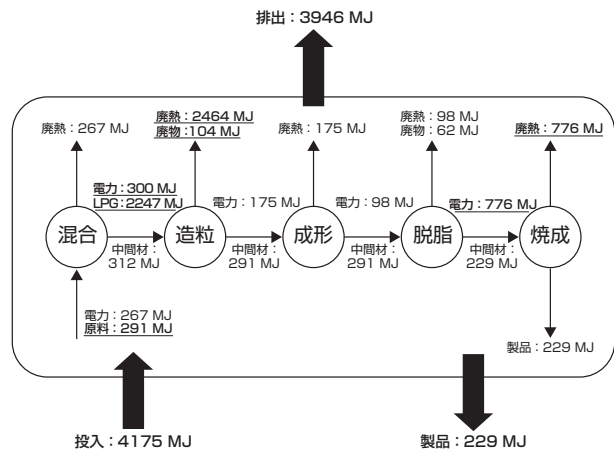 排出：3946 MJ
廃熱：267 MJ
廃熱：2464 MJ
廃物：104 MJ
廃熱：175 MJ
廃熱：98 MJ
廃物：62 MJ
廃熱：776 MJ
電力：300 MJ
LPG：2247 MJ
電力：175 MJ
電力：98 MJ
電力：776 MJ
混合
造粒
成形
脱脂
焼成
中間材：
312 MJ
中間材：
291 MJ
中間材：
291 MJ
中間材：
229 MJ
電力：267 MJ
原料：291 MJ
製品：229 MJ
投入：4175 MJ
製品：229 MJ